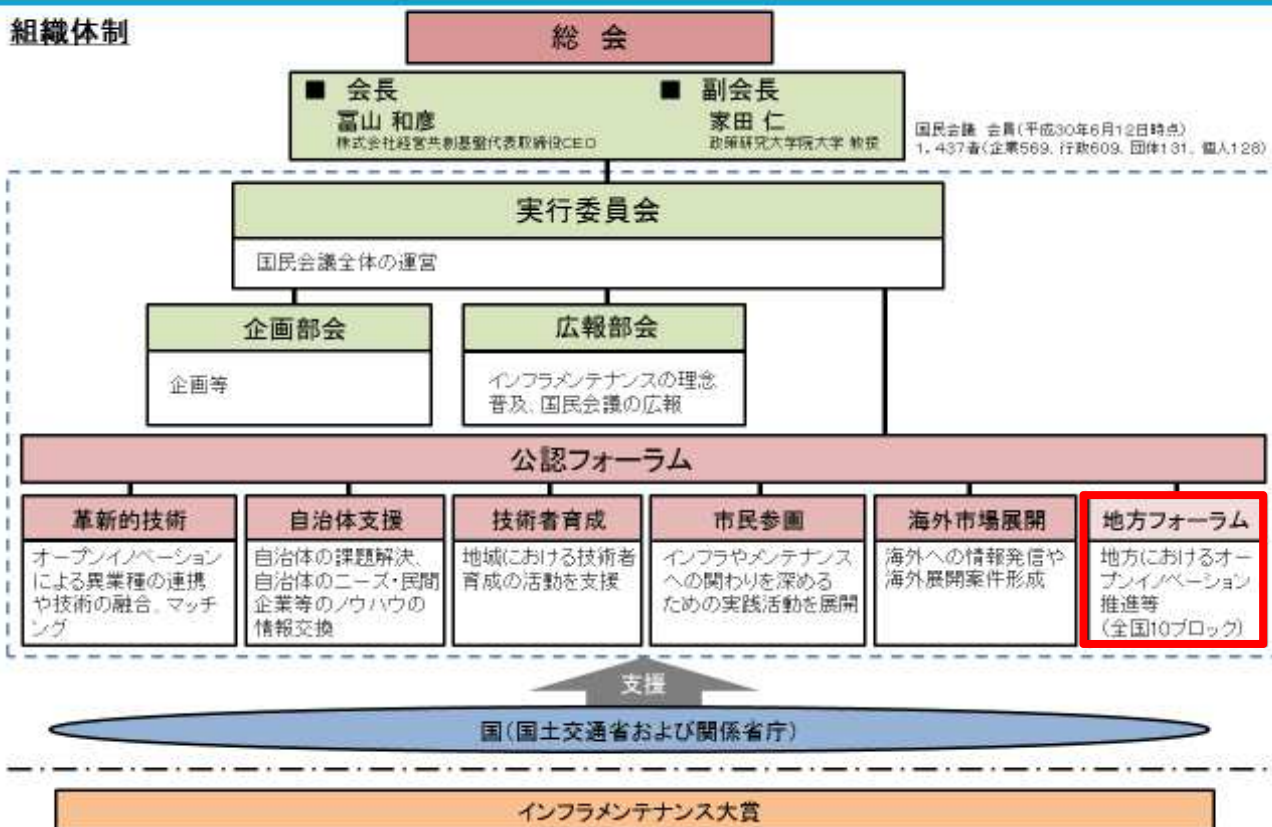 組織体制
総 会
■ 会長
冨山 和彦
株式会社経営共創基盤代表取締役CEO
■ 副会長
家田 仁
政策研究大学院大学 教授
国民会議 会員(平成30年6月12日時点)
1,437者(企業569、行政609、団体131、個人128)
実行委員会
国民会議全体の運営
企画部会
企画等
広報部会
インフラメンテナンスの理念
普及、国民会議の広報
公認フォーラム
革新的技術
オープンイノベーション
による異業種の連携
や技術の融合、マッチ
ング
自治体支援
自治体の課題解決、
自治体のニーズ・民間
企業等のノウハウの
情報交換
技術者育成
地域における技術者
育成の活動を支援
市民参画
インフラやメンテナンス
への関わりを深める
ための実践活動を展開
海外市場展開
海外への情報発信や
海外展開案件形成
地方フォーラム
地方におけるオー
プンイノベーション
推進等
(全国10ブロック)
支援
国(国土交通省および関係省庁)
インフラメンテナンス大賞